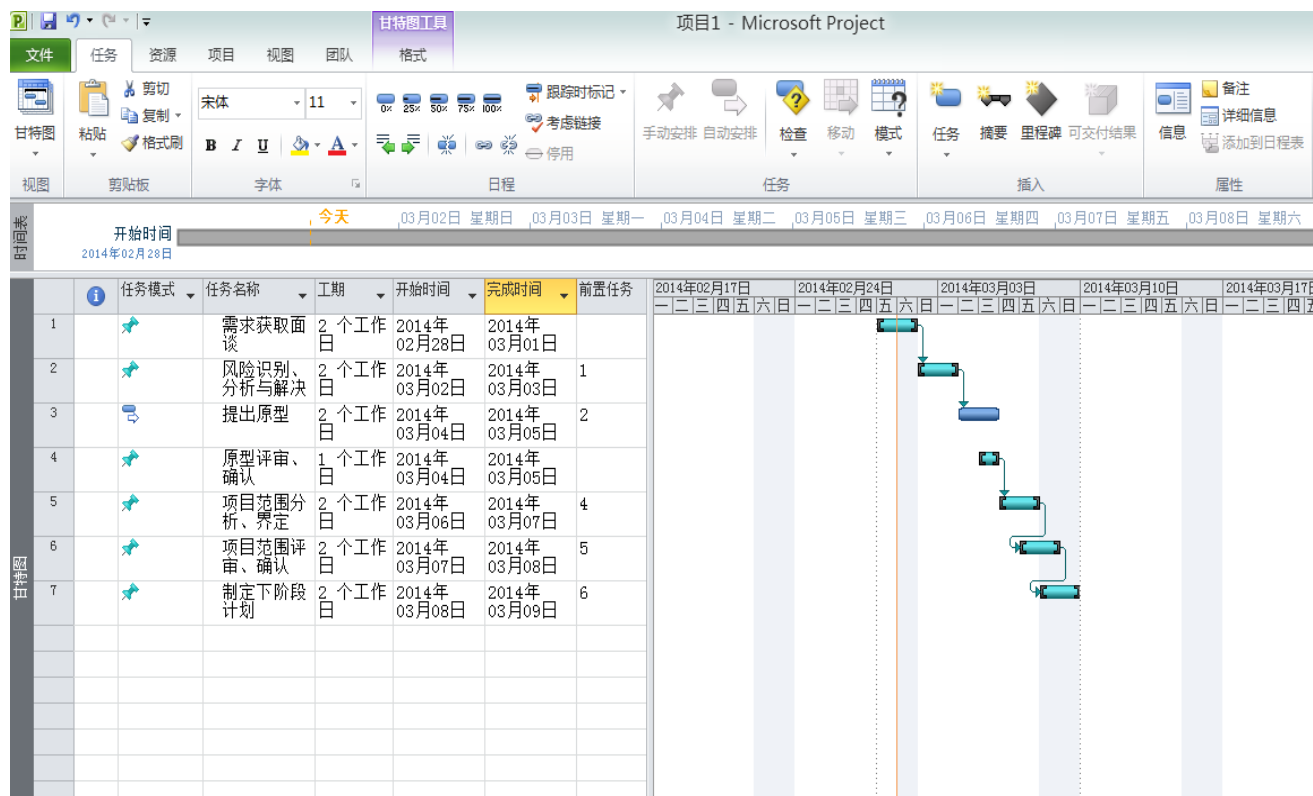 项目1 - Microsoft Project
甘特图工具
文件 任务 资源 项目 视图 团队 格式
甘特图
视图
粘贴
剪切
复制
格式刷
剪贴板
宋体 11
B I U A
字体
0% 25% 50% 75% 100%
跟踪时标记
考虑链接
停用
日程
手动安排 自动安排 检查 移动 模式
任务
任务 摘要 里程碑 可交付结果
插入
信息
备注
详细信息
添加到日程表
属性
时间表
今天 03月02日 星期日 03月03日 星期一 03月04日 星期二 03月05日 星期三 03月06日 星期四 03月07日 星期五 03月08日 星期六
开始时间
2014年02月28日
任务模式 任务名称 工期 开始时间 完成时间 前置任务
2014年02月17日 2014年02月24日 2014年03月03日 2014年03月10日 2014年03月17日
一 二 三 四 五 六 日 一 二 三 四 五 六 日 一 二 三 四 五 六 日 一 二 三 四 五 六 日 一 二 三 四 五
1 需求获取面 2 个工作 2014年 2014年
谈 日 02月28日 03月01日
2 风险识别、 2 个工作 2014年 2014年 1
分析与解决 日 03月02日 03月03日
3 提出原型 2 个工作 2014年 2014年 2
日 03月04日 03月05日
4 原型评审、 1 个工作 2014年 2014年
确认 日 03月04日 03月05日
5 项目范围分 2 个工作 2014年 2014年 4
析、界定 日 03月06日 03月07日
6 项目范围评 2 个工作 2014年 2014年 5
审、确认 日 03月07日 03月08日
7 制定下阶段 2 个工作 2014年 2014年 6
计划 日 03月08日 03月09日
甘特图